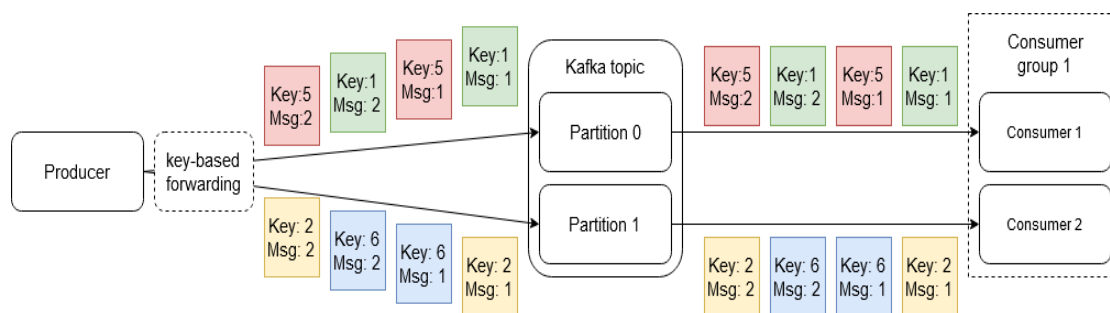 Producer
key-based
forwarding
Key:5
Msg:2
Key:1
Msg: 2
Key:5
Msg:1
Key:1
Msg: 1
Key: 2
Msg: 2
Key: 6
Msg: 2
Key: 6
Msg: 1
Key: 2
Msg: 1
Kafka topic
Partition 0
Partition 1
Key:5
Msg:2
Key:1
Msg: 2
Key:5
Msg:1
Key:1
Msg: 1
Key: 2
Msg: 2
Key: 6
Msg: 2
Key: 6
Msg: 1
Key: 2
Msg: 1
Consumer
group 1
Consumer 1
Consumer 2